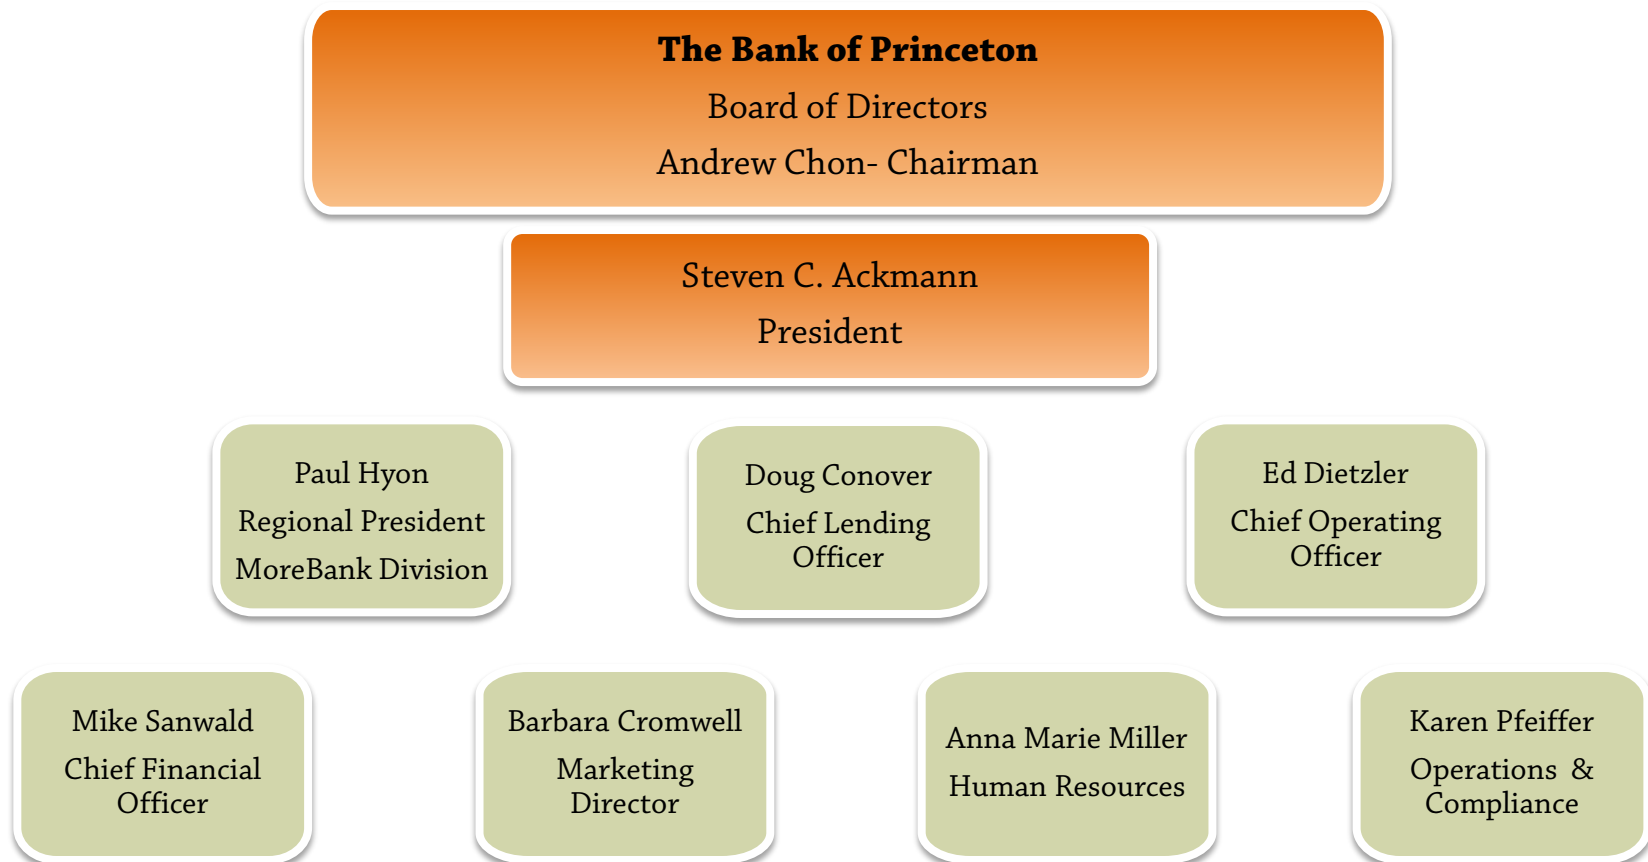 The Bank of Princeton
Board of Directors
Andrew Chon- Chairman
Steven C. Ackmann
President
Paul Hyon
Regional President
MoreBank Division
Doug Conover
Chief Lending
Officer
Ed Dietzler
Chief Operating
Officer
Mike Sanwald
Chief Financial
Officer
Barbara Cromwell
Marketing
Director
Anna Marie Miller
Human Resources
Karen Pfeiffer
Operations  &
Compliance